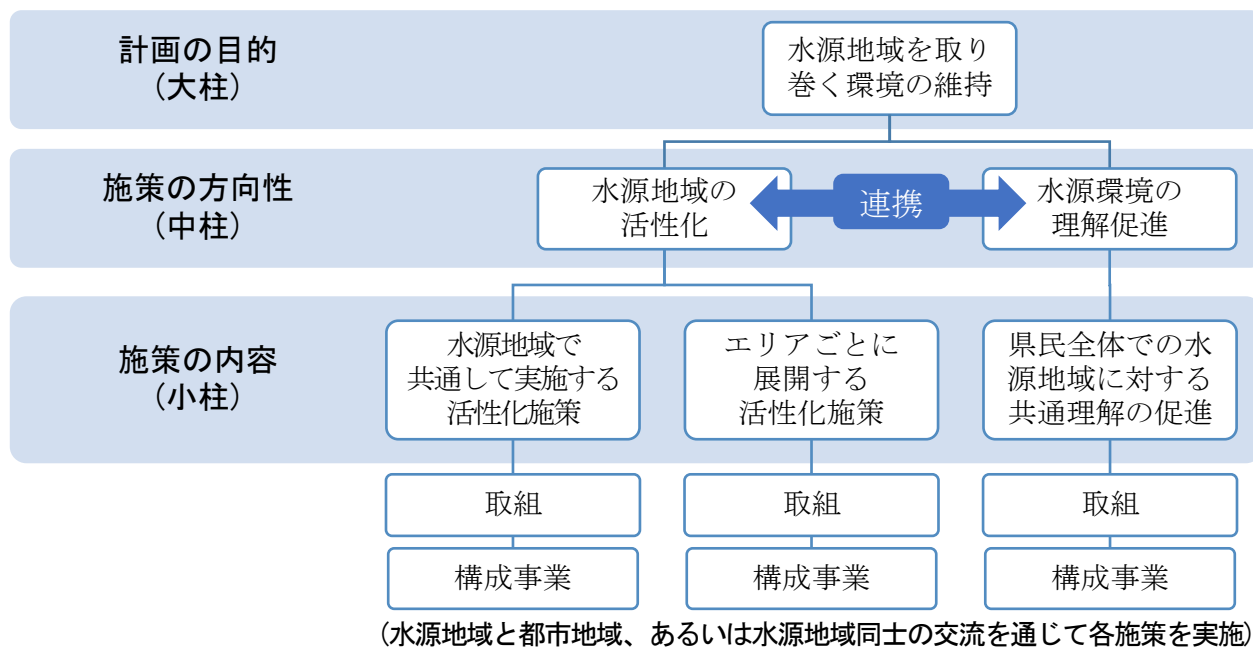 計画の目的
（大柱）
水源地域を取り
巻く環境の維持
施策の方向性
（中柱）
水源地域の
活性化
連携
水源環境の
理解促進
施策の内容
（小柱）
水源地域で
共通して実施する
活性化施策
エリアごとに
展開する
活性化施策
県民全体での水
源地域に対する
共通理解の促進
取組
取組
取組
構成事業
構成事業
構成事業
（水源地域と都市地域、あるいは水源地域同士の交流を通じて各施策を実施）